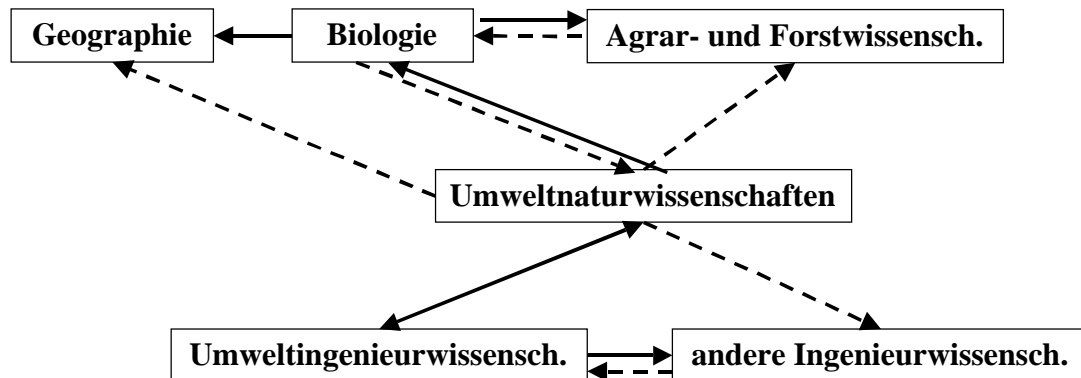 Geographie
Biologie
Agrar- und Forstwissensch.
Umweltnaturwissenschaften
Umweltingenieurwissensch.
andere Ingenieurwissensch.